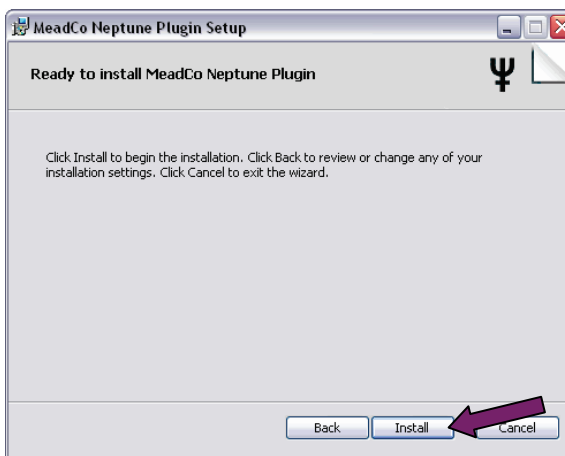 MeadCo Neptune Plugin Setup
Ready to install MeadCo Neptune Plugin
Click Install to begin the installation. Click Back to review or change any of your
installation settings. Click Cancel to exit the wizard.
Back Install Cancel